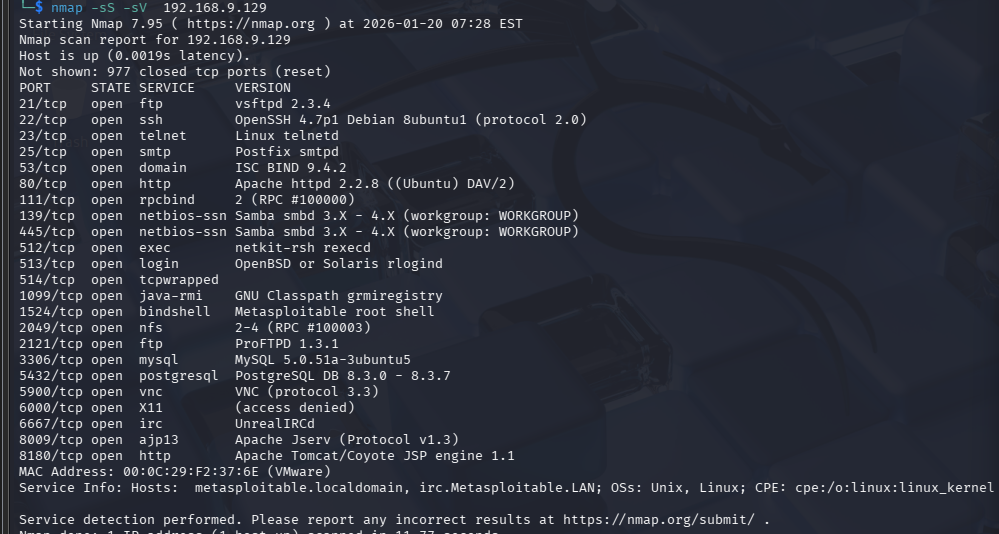 └─$ nmap -sS -sV 192.168.9.129
Starting Nmap 7.95 ( https://nmap.org ) at 2026-01-20 07:28 EST
Nmap scan report for 192.168.9.129
Host is up (0.0019s latency).
Not shown: 977 closed tcp ports (reset)
PORT     STATE SERVICE     VERSION
21/tcp   open  ftp         vsftpd 2.3.4
22/tcp   open  ssh         OpenSSH 4.7p1 Debian 8ubuntu1 (protocol 2.0)
23/tcp   open  telnet      Linux telnetd
25/tcp   open  smtp        Postfix smtpd
53/tcp   open  domain      ISC BIND 9.4.2
80/tcp   open  http        Apache httpd 2.2.8 ((Ubuntu) DAV/2)
111/tcp  open  rpcbind     2 (RPC #100000)
139/tcp  open  netbios-ssn Samba smbd 3.X - 4.X (workgroup: WORKGROUP)
445/tcp  open  netbios-ssn Samba smbd 3.X - 4.X (workgroup: WORKGROUP)
512/tcp  open  exec        netkit-rsh rexecd
513/tcp  open  login       OpenBSD or Solaris rlogind
514/tcp  open  tcpwrapped
1099/tcp open  java-rmi    GNU Classpath grmiregistry
1524/tcp open  bindshell   Metasploitable root shell
2049/tcp open  nfs         2-4 (RPC #100003)
2121/tcp open  ftp         ProFTPD 1.3.1
3306/tcp open  mysql       MySQL 5.0.51a-3ubuntu5
5432/tcp open  postgresql  PostgreSQL DB 8.3.0 - 8.3.7
5900/tcp open  vnc         VNC (protocol 3.3)
6000/tcp open  X11         (access denied)
6667/tcp open  irc         UnrealIRCd
8009/tcp open  ajp13       Apache Jserv (Protocol v1.3)
8180/tcp open  http        Apache Tomcat/Coyote JSP engine 1.1
MAC Address: 00:0C:29:F2:37:6E (VMware)
Service Info: Hosts:  metasploitable.localdomain, irc.Metasploitable.LAN; OSs: Unix, Linux; CPE: cpe:/o:linux:linux_kernel
Service detection performed. Please report any incorrect results at https://nmap.org/submit/ .
Nmap done: 1 IP address (1 host up) scanned in 11.77 seconds